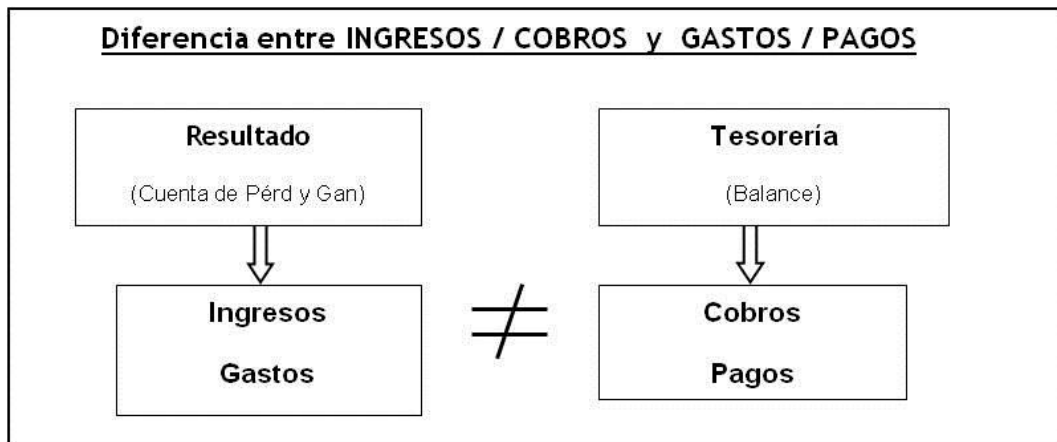 Diferencia entre INGRESOS / COBROS y GASTOS / PAGOS
Resultado
(Cuenta de Pérd y Gan)
Tesorería
(Balance)
Ingresos
Gastos
≠
Cobros
Pagos